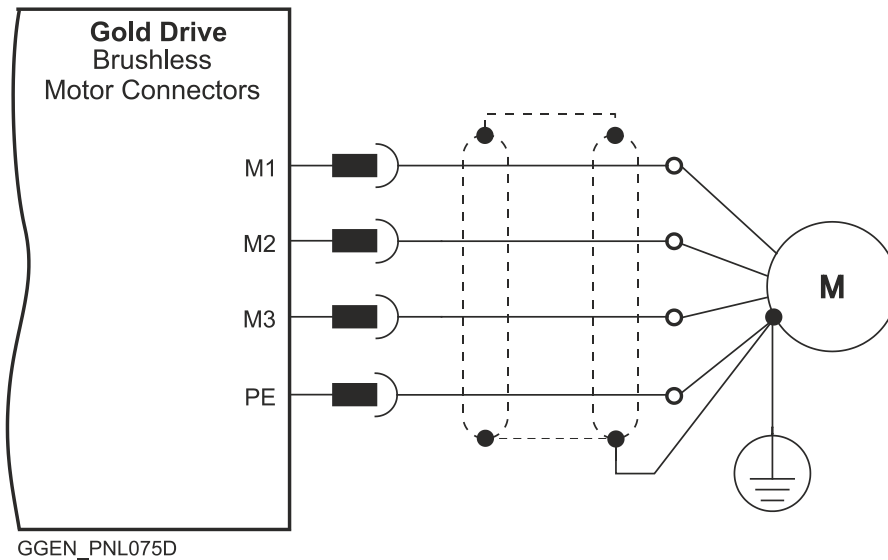 Gold Drive
Brushless
Motor Connectors
M1
M2
M3
PE
M
GGEN_PNL075D